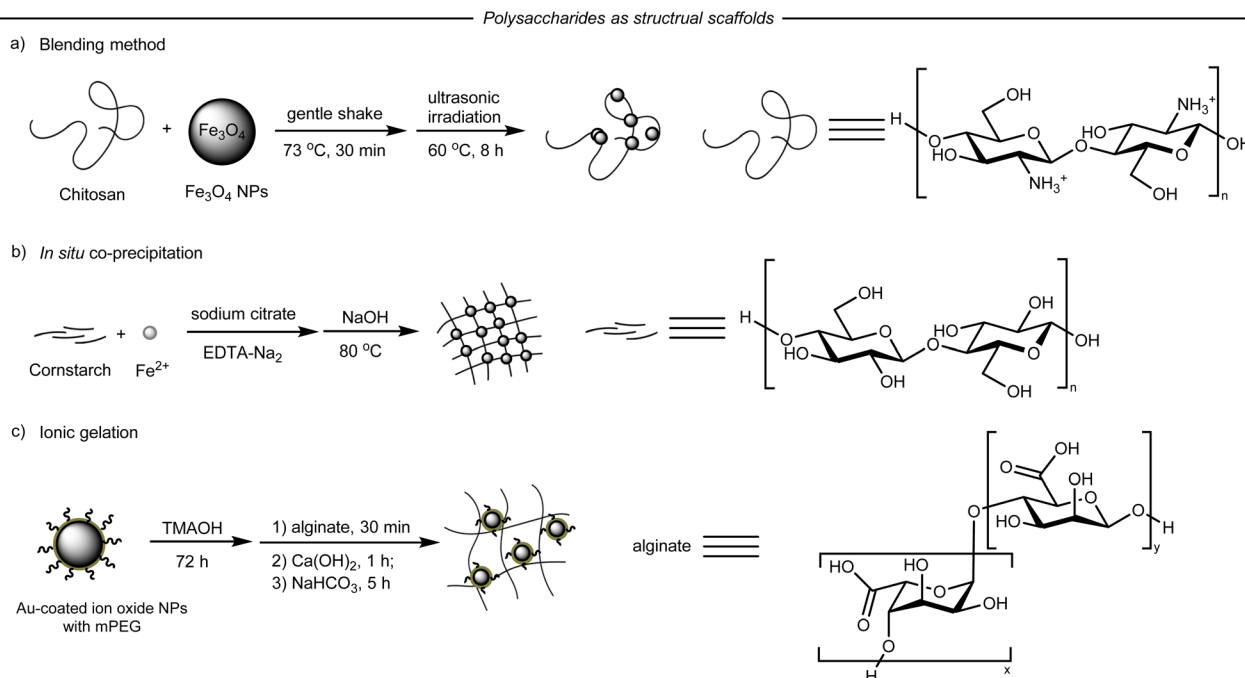 Polysaccharides as structrual scaffolds
a) Blending method
Chitosan
+
Fe3O4
Fe3O4 NPs
gentle shake
73 °C, 30 min
ultrasonic
irradiation
60 °C, 8 h
H
O
OH
O
HO
NH3+
O
HO
NH3+
O
OH
OH
n
b) In situ co-precipitation
Cornstarch
+
Fe2+
sodium citrate
EDTA-Na2
NaOH
80 °C
H
O
OH
O
HO
OH
O
HO
OH
O
OH
OH
n
c) Ionic gelation
Au-coated ion oxide NPs
with mPEG
TMAOH
72 h
1) alginate, 30 min
2) Ca(OH)2, 1 h;
3) NaHCO3, 5 h
alginate
O
OH
OH
O
HO
O
H
y
O
HO
HO
O
OH
O
O
H
x